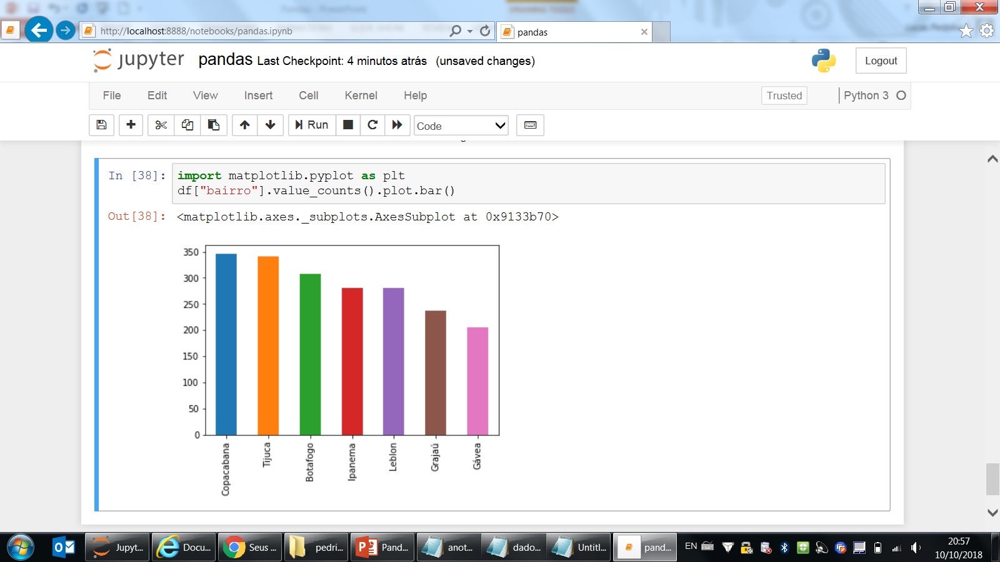 http://localhost:8888/notebooks/pandas.ipynb
pandas
jupyter pandas Last Checkpoint: 4 minutos atrás (unsaved changes)
Logout
File Edit View Insert Cell Kernel Help
Trusted
Python 3
Run
Code
In [38]: import matplotlib.pyplot as plt
df["bairro"].value_counts().plot.bar()
Out[38]: <matplotlib.axes._subplots.AxesSubplot at 0x9133b70>
350
300
250
200
150
100
50
0
Copacabana
Tijuca
Botafogo
Ipanema
Leblon
Grajaú
Gávea
Jupyt...
Docu...
Seus ...
pedri...
Pand...
anot...
dado...
Untitl...
pand...
EN
20:57
10/10/2018